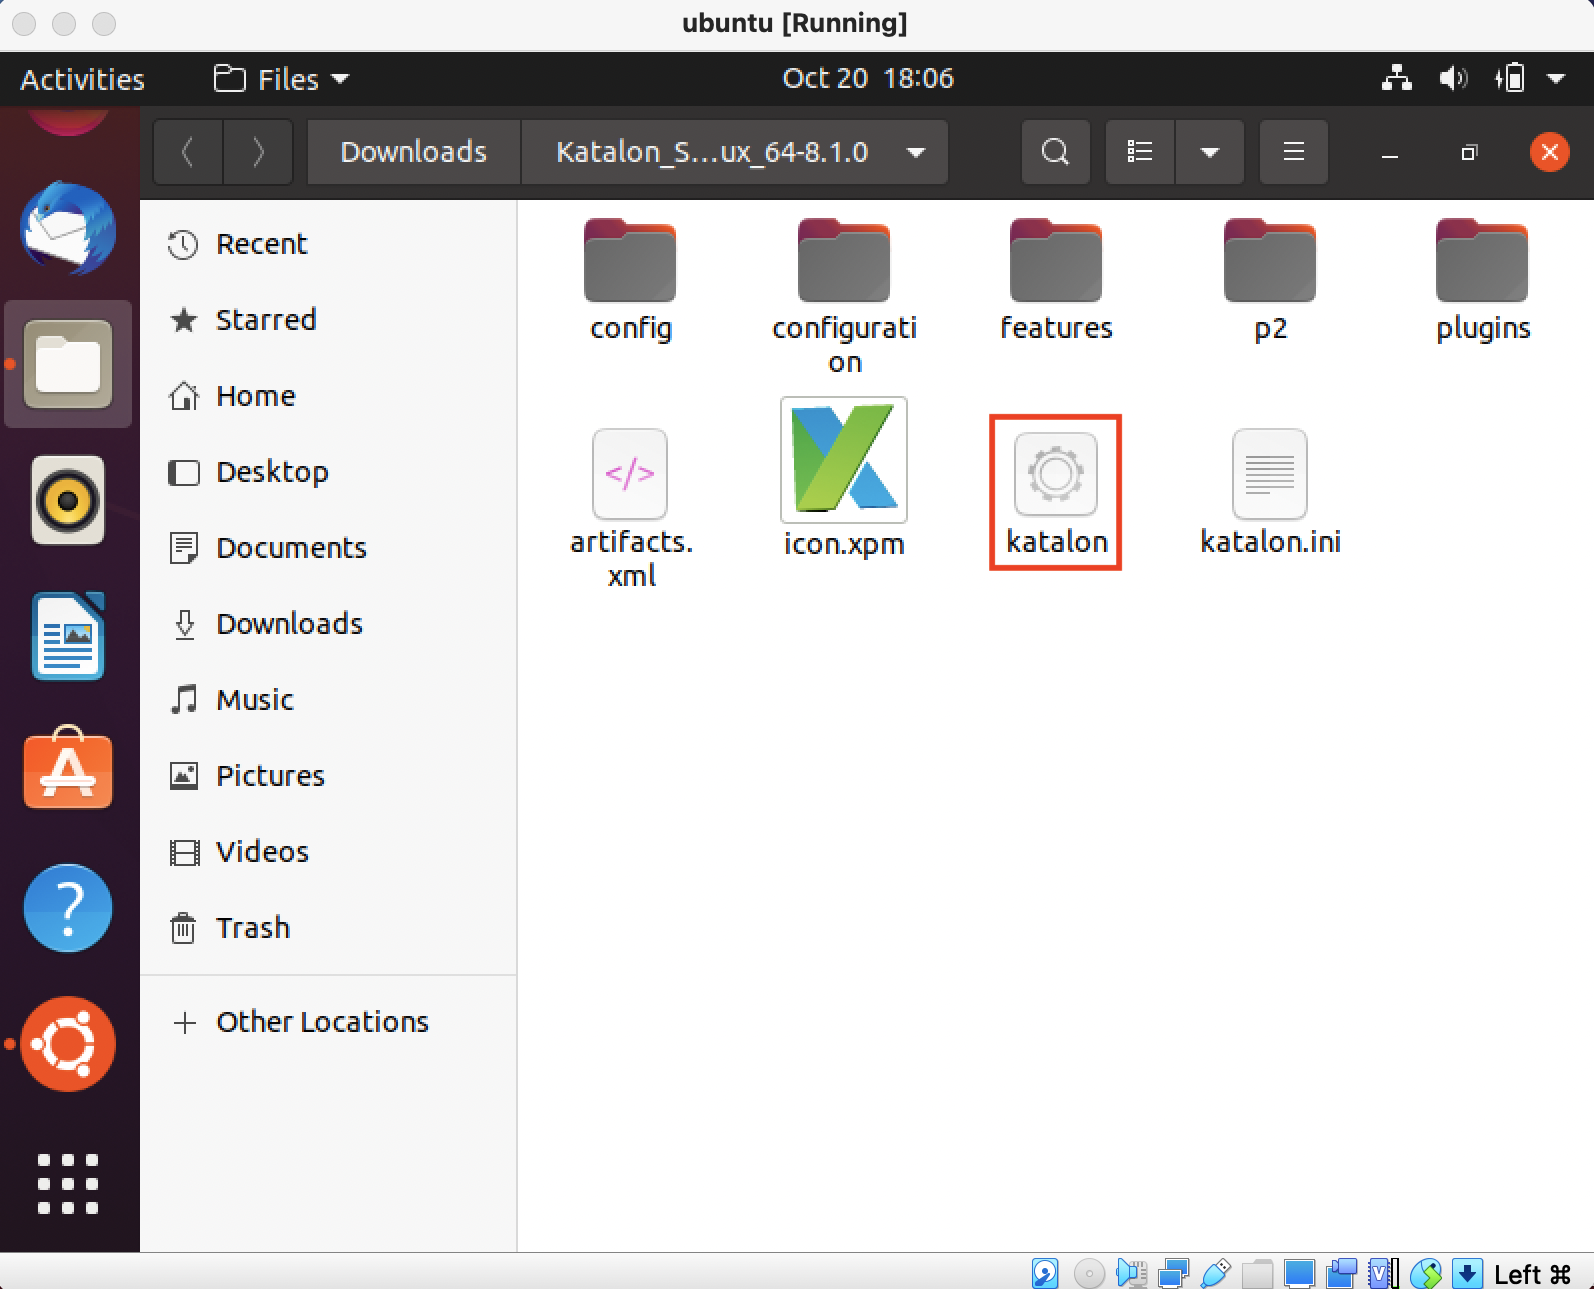 ubuntu [Running]
Activities
Files
Oct 20 18:06
Downloads
Katalon_S...ux_64-8.1.0
Recent
Starred
Home
Desktop
Documents
Downloads
Music
Pictures
Videos
Trash
Other Locations
config
configurati
on
features
p2
plugins
artifacts.
xml
icon.xpm
katalon
katalon.ini
Left ⌘